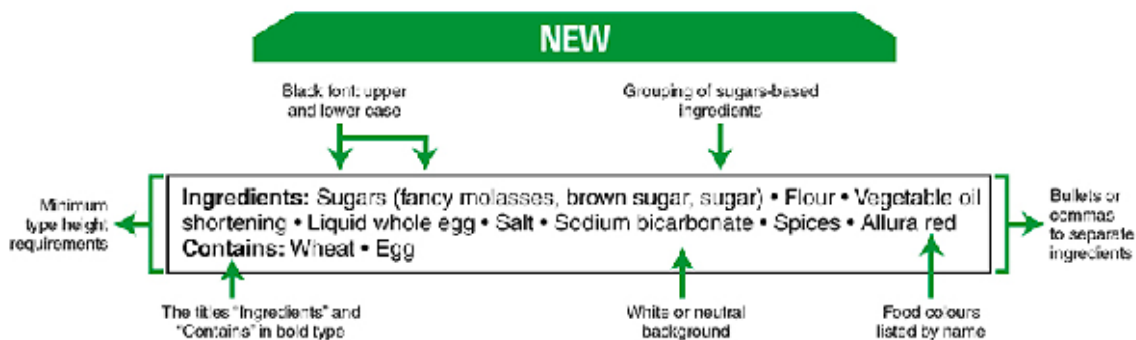 NEW
Black font: upper
and lower case
Grouping of sugars-based
ingredients
Minimum
type height
requirements
Ingredients: Sugars (fancy molasses, brown sugar, sugar) • Flour • Vegetable oil
shortening • Liquid whole egg • Salt • Sodium bicarbonate • Spices • Allura red
Contains: Wheat • Egg
Bullets or
commas
to separate
ingredients
The titles "Ingredients" and
"Contains" in bold type
White or neutral
background
Food colours
listed by name